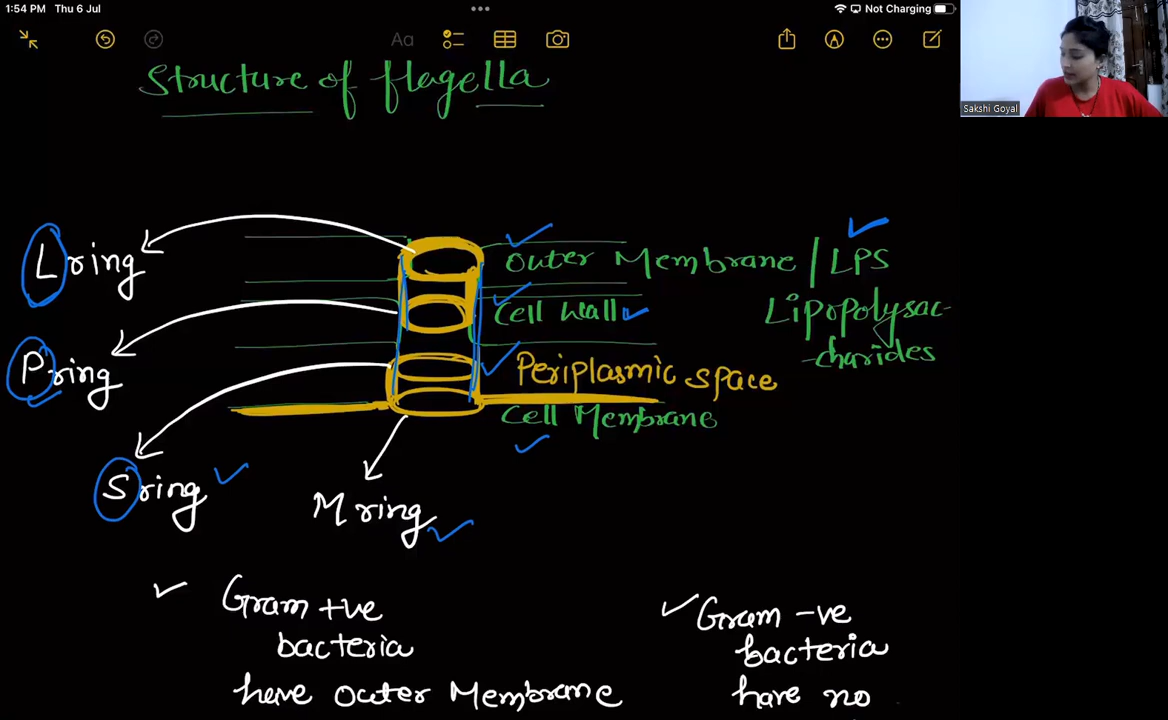 1:54 PM Thu 6 Jul
Not Charging
Aa
Sakshi Goyal
Structure of flagella
L ring
Outer Membrane / LPS
Cell Wall
Lipopolysac-
-charides
P ring
Periplasmic space
Cell Membrane
S ring
M ring
Gram +ve
bacteria
have Outer Membrane
Gram -ve
bacteria
have no